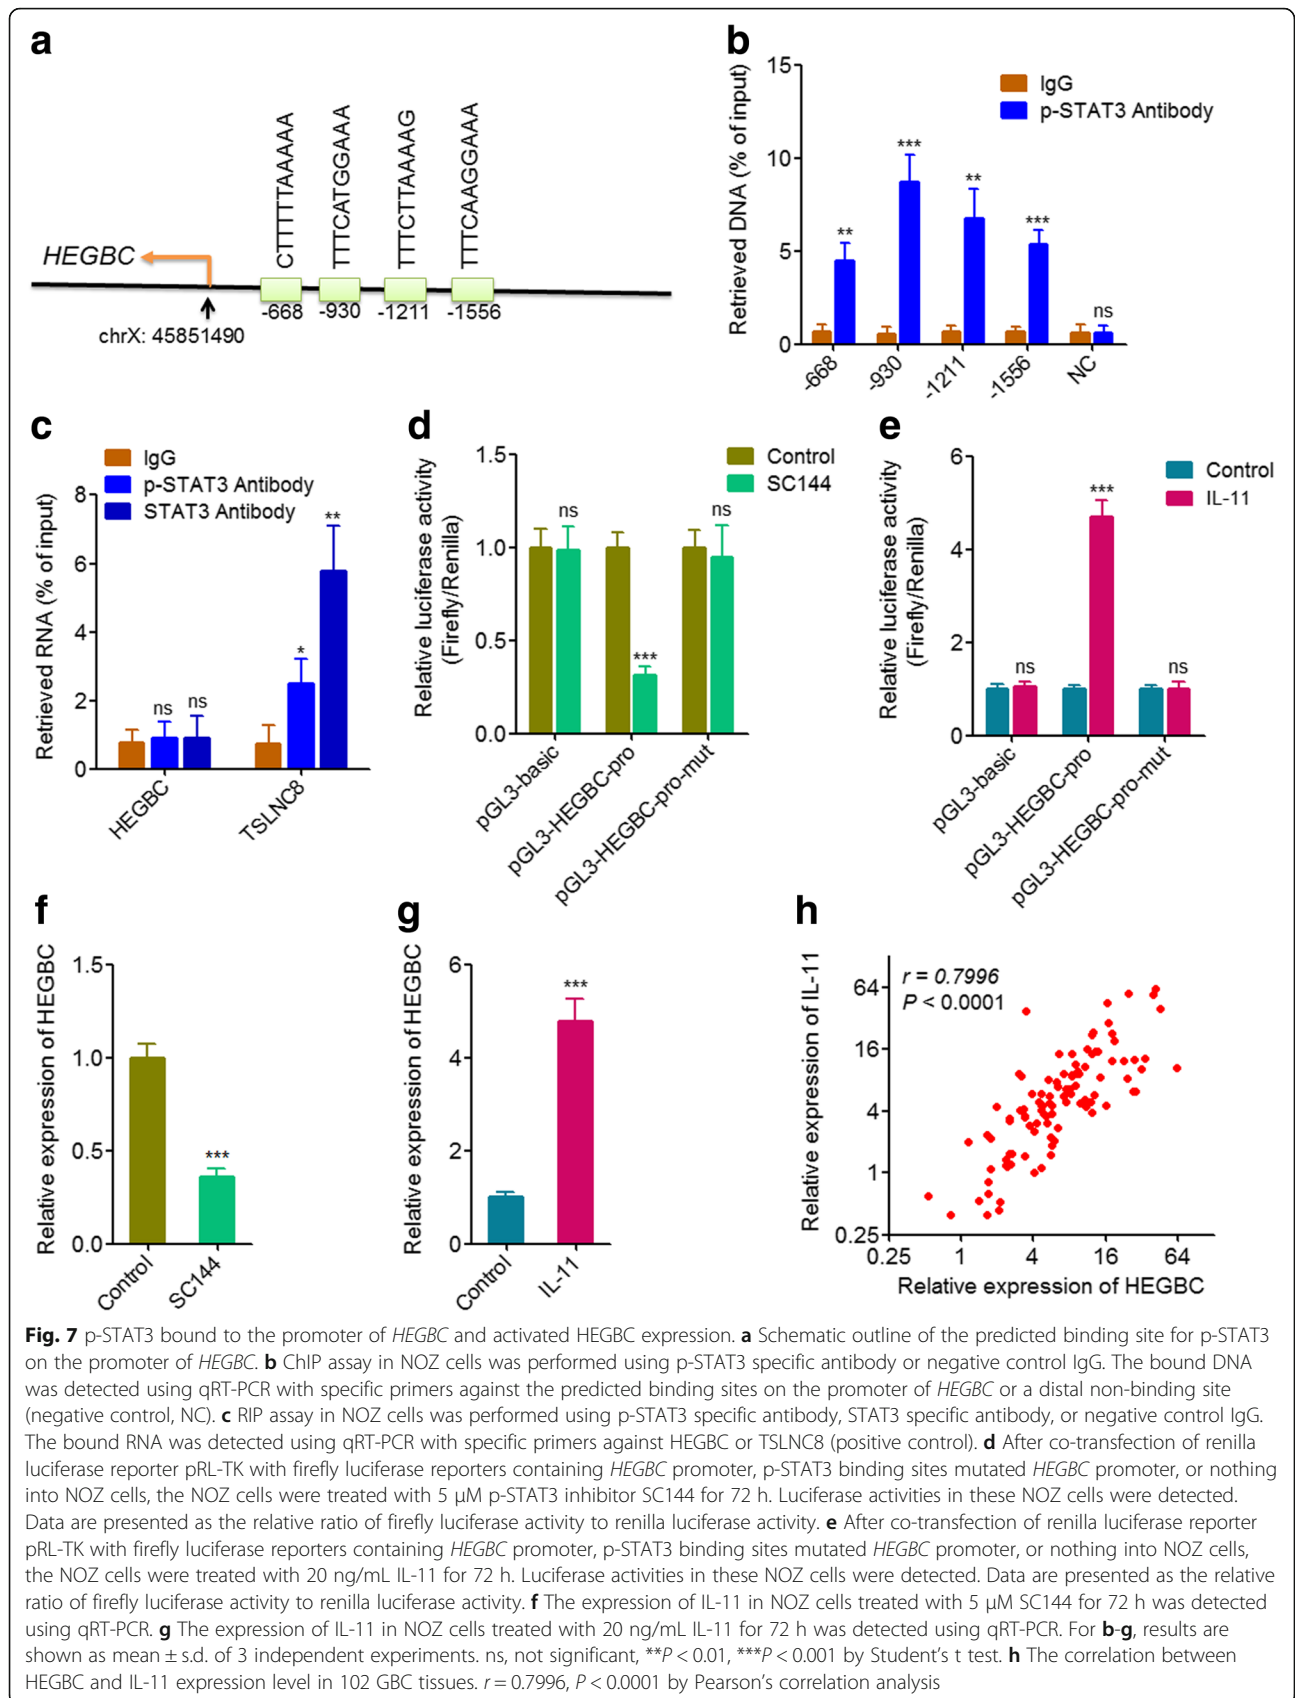 a
CTTTTTAAAAA
TTTCATGGAAA
TTTCTTAAAAG
TTTCAAGGAAA
HEGBC
-668
-930
-1211
-1556
chrX: 45851490
b
Retrieved DNA (% of input)
15
10
5
0
IgG
p-STAT3 Antibody
**
***
**
***
ns
-668
-930
-1211
-1556
NC
c
Retrieved RNA (% of input)
8
6
4
2
0
IgG
p-STAT3 Antibody
STAT3 Antibody
ns
ns
*
**
HEGBC
TSLNC8
d
Relative luciferase activity
(Firefly/Renilla)
1.5
1.0
0.5
0.0
Control
SC144
ns
***
ns
pGL3-basic
pGL3-HEGBC-pro
pGL3-HEGBC-pro-mut
e
Relative luciferase activity
(Firefly/Renilla)
6
4
2
0
Control
IL-11
ns
***
ns
pGL3-basic
pGL3-HEGBC-pro
pGL3-HEGBC-pro-mut
f
Relative expression of HEGBC
1.5
1.0
0.5
0.0
***
Control
SC144
g
Relative expression of HEGBC
6
4
2
0
***
Control
IL-11
h
Relative expression of IL-11
64
16
4
1
0.25
r = 0.7996
P < 0.0001
0.25
1
4
16
64
Relative expression of HEGBC
Fig. 7 p-STAT3 bound to the promoter of HEGBC and activated HEGBC expression. a Schematic outline of the predicted binding site for p-STAT3
on the promoter of HEGBC. b ChIP assay in NOZ cells was performed using p-STAT3 specific antibody or negative control IgG. The bound DNA
was detected using qRT-PCR with specific primers against the predicted binding sites on the promoter of HEGBC or a distal non-binding site
(negative control, NC). c RIP assay in NOZ cells was performed using p-STAT3 specific antibody, STAT3 specific antibody, or negative control IgG.
The bound RNA was detected using qRT-PCR with specific primers against HEGBC or TSLNC8 (positive control). d After co-transfection of renilla
luciferase reporter pRL-TK with firefly luciferase reporters containing HEGBC promoter, p-STAT3 binding sites mutated HEGBC promoter, or nothing
into NOZ cells, the NOZ cells were treated with 5 μM p-STAT3 inhibitor SC144 for 72 h. Luciferase activities in these NOZ cells were detected.
Data are presented as the relative ratio of firefly luciferase activity to renilla luciferase activity. e After co-transfection of renilla luciferase reporter
pRL-TK with firefly luciferase reporters containing HEGBC promoter, p-STAT3 binding sites mutated HEGBC promoter, or nothing into NOZ cells,
the NOZ cells were treated with 20 ng/mL IL-11 for 72 h. Luciferase activities in these NOZ cells were detected. Data are presented as the relative
ratio of firefly luciferase activity to renilla luciferase activity. f The expression of IL-11 in NOZ cells treated with 5 μM SC144 for 72 h was detected
using qRT-PCR. g The expression of IL-11 in NOZ cells treated with 20 ng/mL IL-11 for 72 h was detected using qRT-PCR. For b-g, results are
shown as mean ± s.d. of 3 independent experiments. ns, not significant, **P < 0.01, ***P < 0.001 by Student's t test. h The correlation between
HEGBC and IL-11 expression level in 102 GBC tissues. r = 0.7996, P < 0.0001 by Pearson's correlation analysis